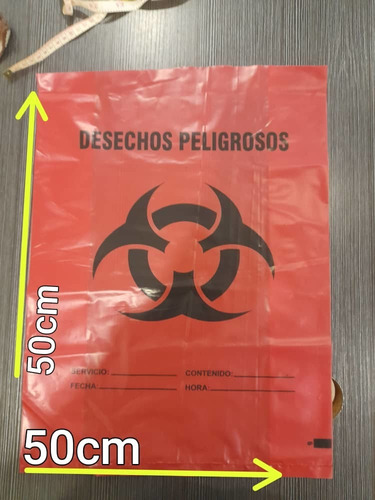 DESECHOS PELIGROSOS
50cm
SERVICIO: CONTENIDO:
FECHA: HORA:
50cm